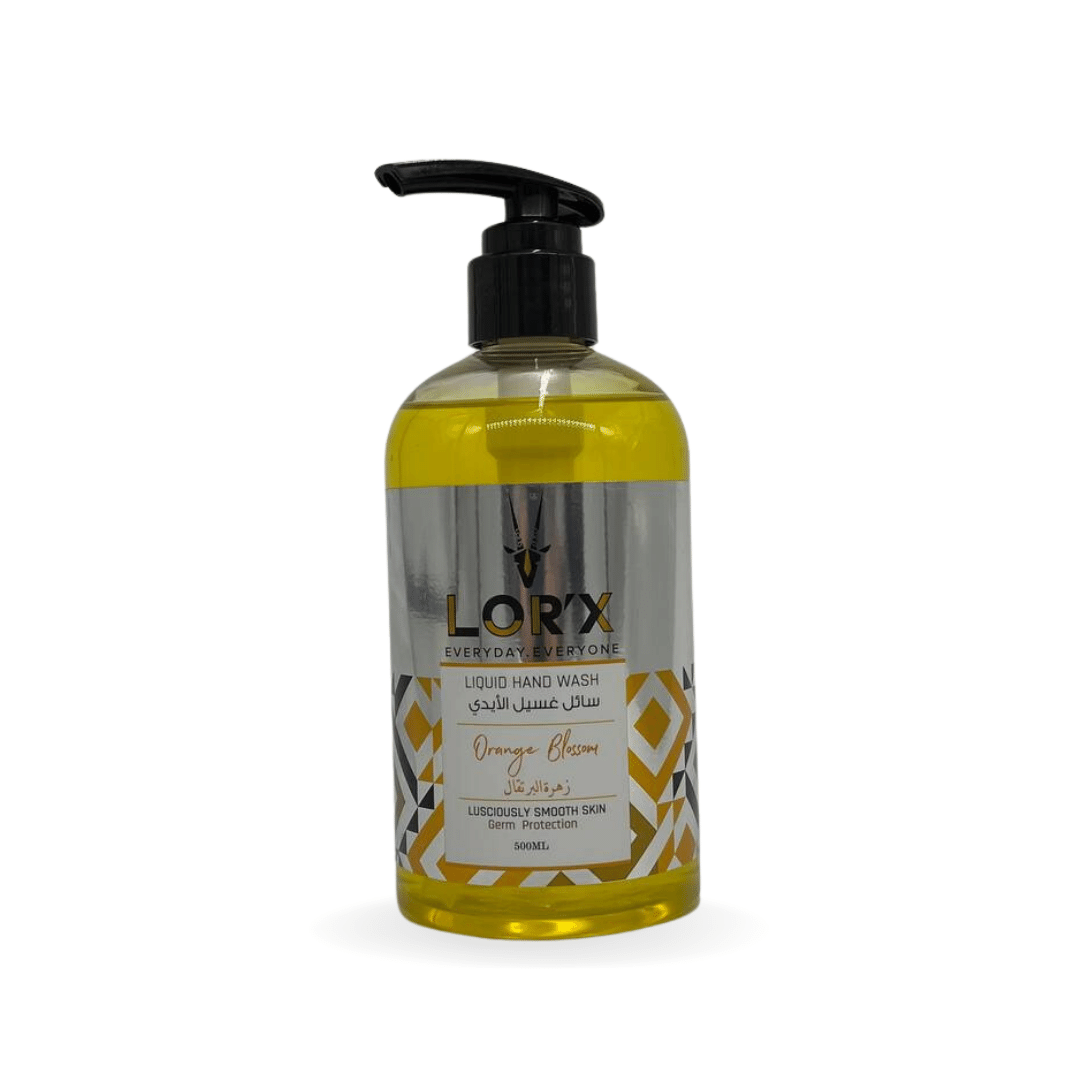 LOR'X
EVERYDAY.EVERYONE
LIQUID HAND WASH
سائل غسيل الأيدي
Orange Blossom
زهرة البرتقال
LUSCIOUSLY SMOOTH SKIN
Germ Protection
500ML